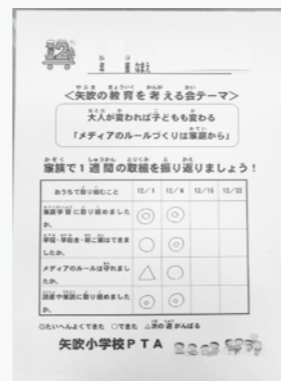 12
年 組 なまえ
<矢吹の教育を考える会テーマ>
大人が変われば子どもも変わる
「メディアのルールづくりは家庭から」
家族で1週間の取組を振り返りましょう!
おうちで取り組むこと 12/1 12/8 12/15 12/22
家庭学習に取り組めましたか。 ◎ ◎
早寝・早起き・朝ご飯はできましたか。 ○ ○
メディアのルールは守れましたか。 △ ○
読書や家読に取り組めましたか。 ◎ ◎
◎たいへんよくできた ○できた △次の週がんばる
矢吹小学校PTA